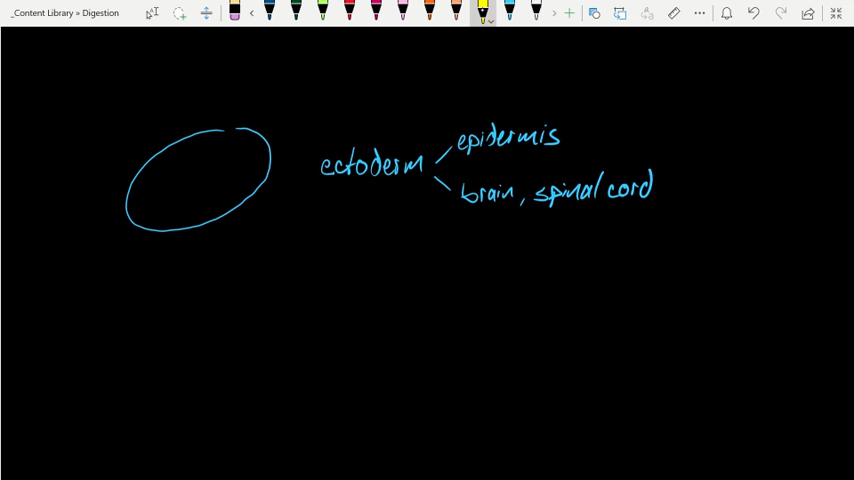 _Content Library » Digestion
epidermis
ectoderm
brain, spinal cord